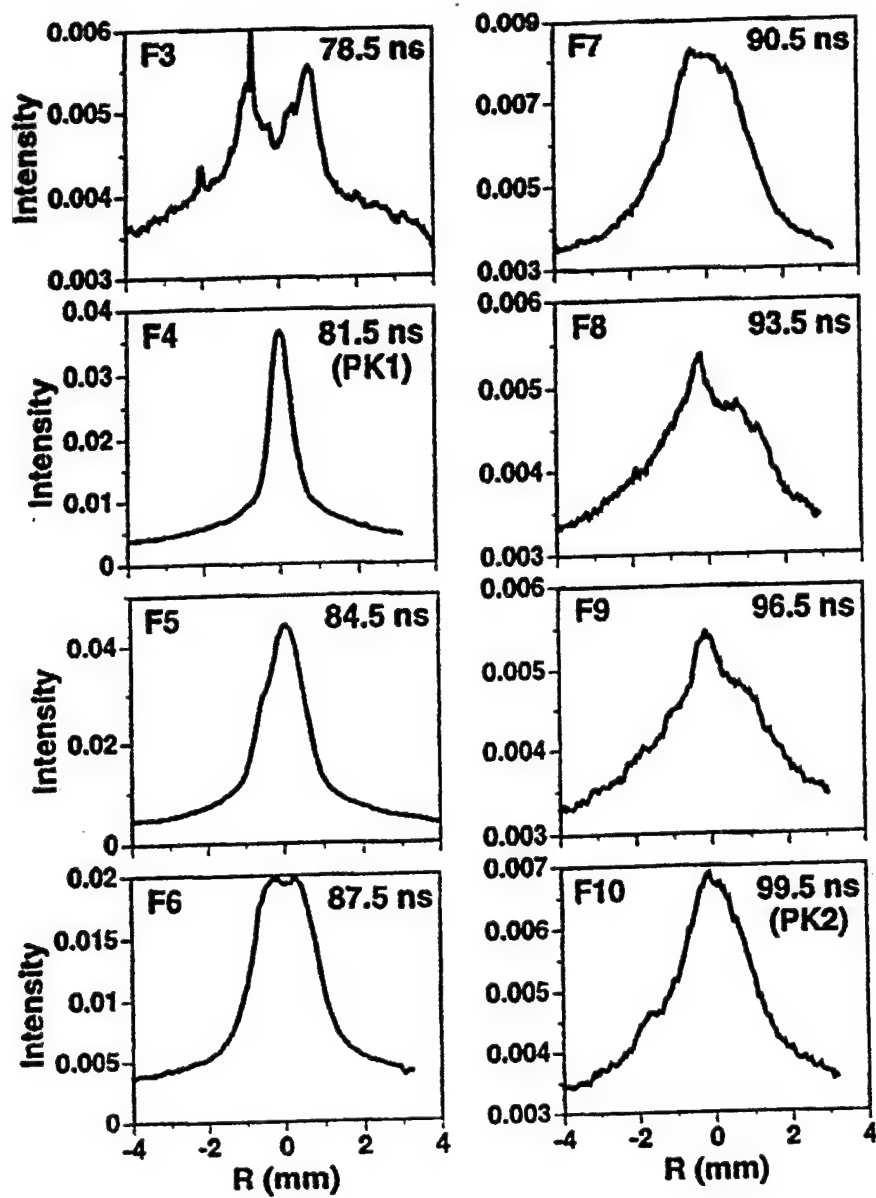 F3 78.5 ns
Intensity
0.006
0.005
0.004
0.003
F4 81.5 ns
(PK1)
Intensity
0.04
0.03
0.02
0.01
0
F5 84.5 ns
Intensity
0.04
0.02
0
F6 87.5 ns
Intensity
0.02
0.015
0.01
0.005
0
-4 -2 0 2 4
R (mm)
F7 90.5 ns
0.009
0.007
0.005
0.003
F8 93.5 ns
0.006
0.005
0.004
0.003
F9 96.5 ns
0.006
0.005
0.004
0.003
F10 99.5 ns
(PK2)
0.007
0.006
0.005
0.004
0.003
-4 -2 0 2 4
R (mm)